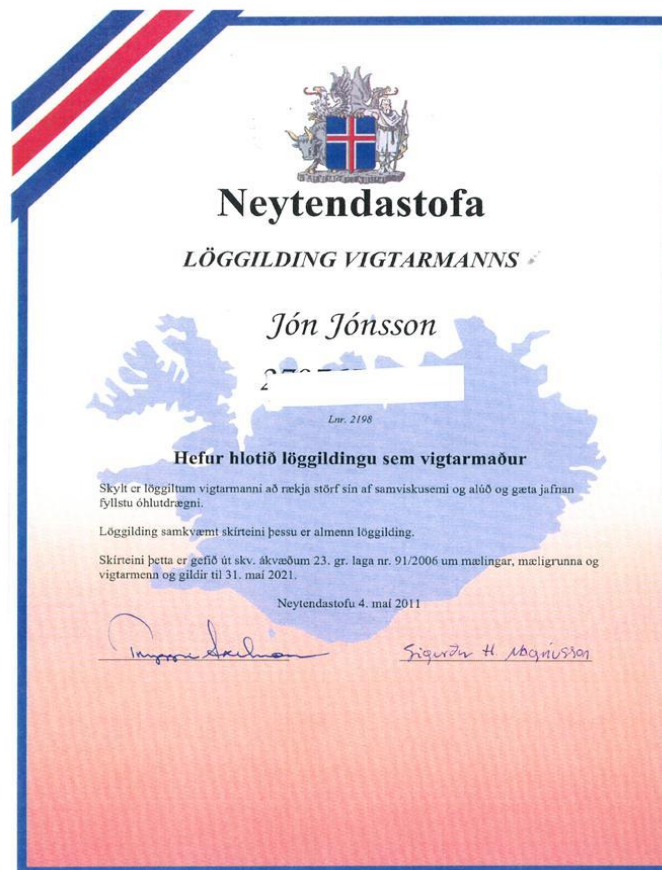 Neytendastofa
LÖGGILDING VIGTARMANNS
Jón Jónsson
Lnr. 2198
Hefur hlotið löggildingu sem vigtarmaður
Skylt er löggiltum vigtarmanni að rækja störf sín af samviskusemi og alúð og gæta jafnan
fyllstu óhlutdrægni.
Löggilding samkvæmt skírteini þessu er almenn löggilding.
Skírteini þetta er gefið út skv. ákvæðum 23. gr. laga nr. 91/2006 um mælingar, mæligrunna og
vigtarmenn og gildir til 31. maí 2021.
Neytendastofu 4. maí 2011
Sigurður H. Magnússon